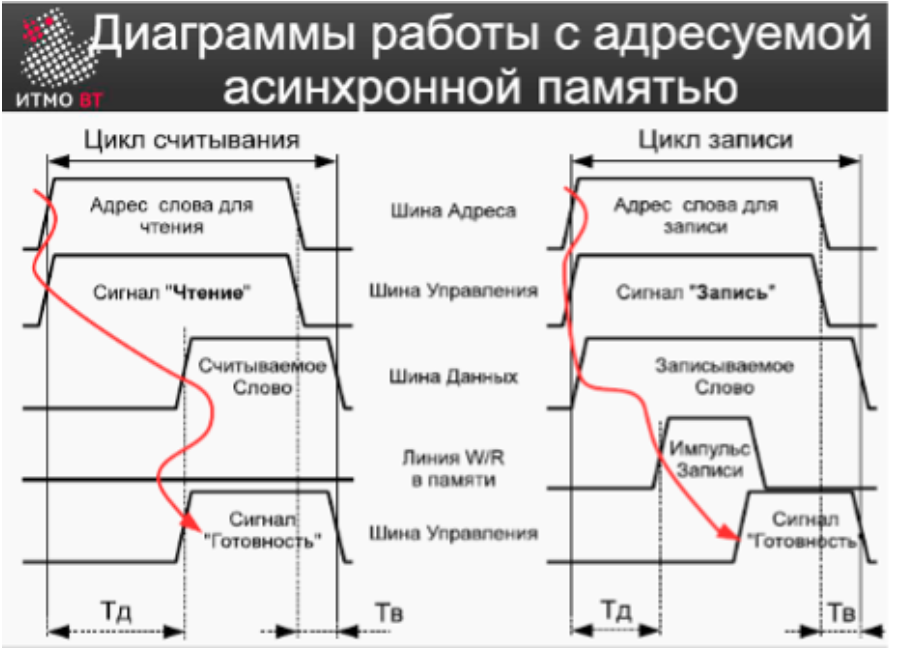 Диаграммы работы с адресуемой
асинхронной памятью
ИТМО ВТ
Цикл считывания
Цикл записи
Адрес слова для
чтения
Шина Адреса
Адрес слова для
записи
Сигнал "Чтение"
Шина Управления
Сигнал "Запись"
Считываемое
Слово
Шина Данных
Записываемое
Слово
Линия W/R
в памяти
Импульс
Записи
Сигнал
"Готовность"
Шина Управления
Сигнал
"Готовность
Тд
Тв
Тд
Тв